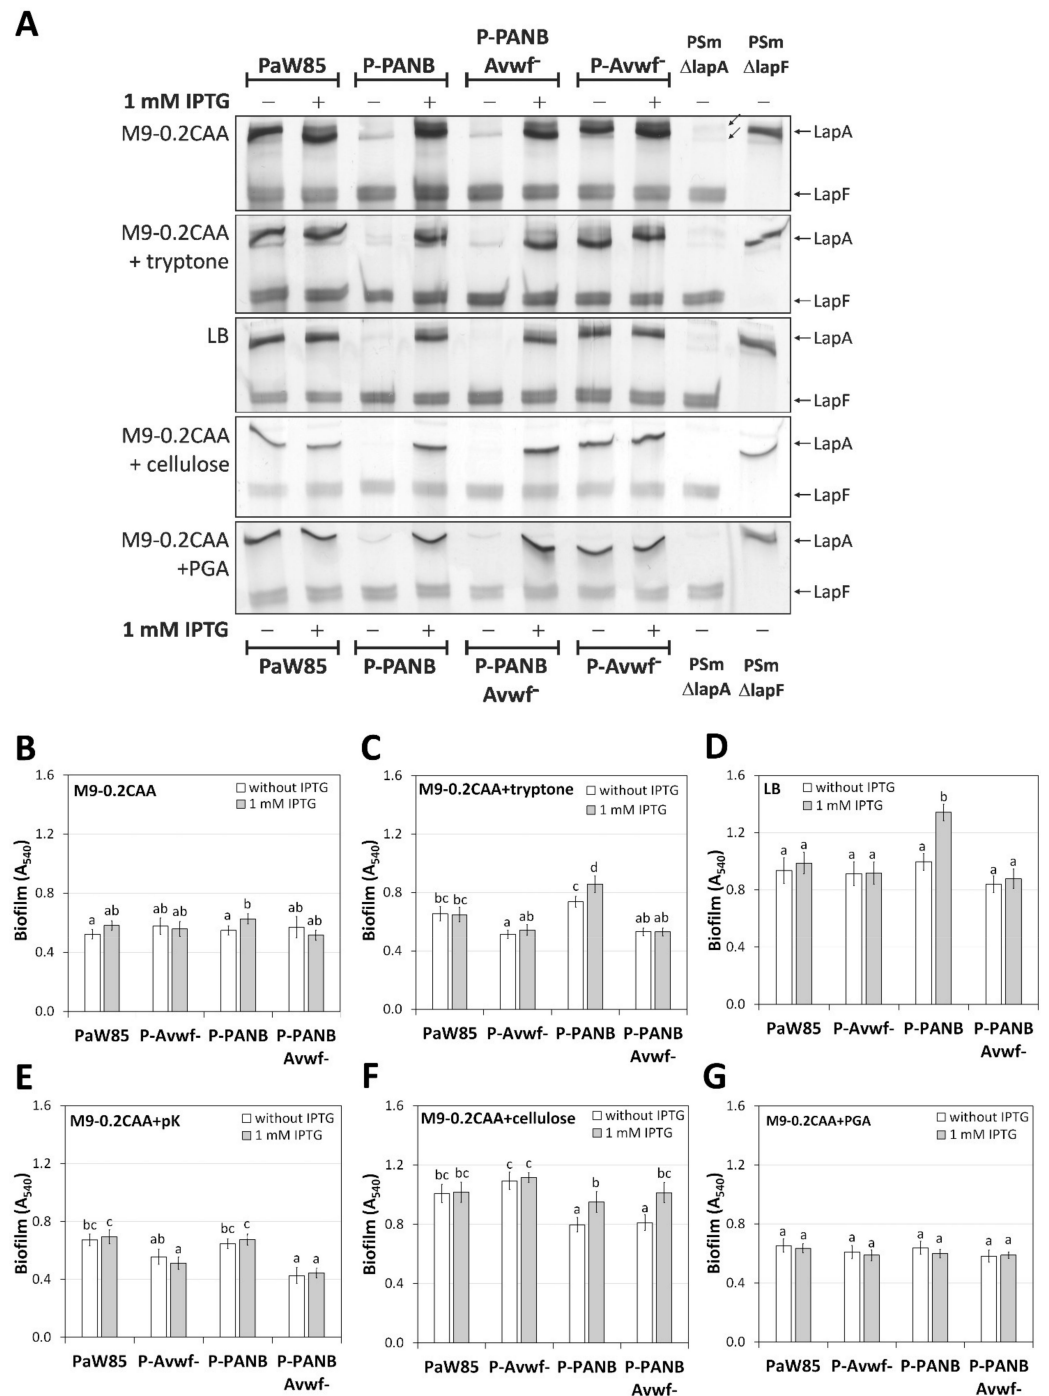 A
PaW85 P-PANB P-PANB Avwf⁻ P-Avwf⁻ PSm ΔlapA PSm ΔlapF
1 mM IPTG − + − + − + − + − −
M9-0.2CAA ←LapA
←LapF
M9-0.2CAA + tryptone ←LapA
←LapF
LB ←LapA
←LapF
M9-0.2CAA + cellulose ←LapA
←LapF
M9-0.2CAA +PGA ←LapA
←LapF
1 mM IPTG − + − + − + − + − −
PaW85 P-PANB P-PANB Avwf⁻ P-Avwf⁻ PSm ΔlapA PSm ΔlapF
B
M9-0.2CAA
without IPTG
1 mM IPTG
Biofilm (A₅₄₀)
1.6
1.2
0.8
0.4
0.0
a ab ab ab a b ab ab
PaW85 P-Avwf- P-PANB P-PANB Avwf-
C
M9-0.2CAA+tryptone
without IPTG
1 mM IPTG
Biofilm (A₅₄₀)
1.6
1.2
0.8
0.4
0.0
bc bc a ab c d ab ab
PaW85 P-Avwf- P-PANB P-PANB Avwf-
D
LB
without IPTG
1 mM IPTG
Biofilm (A₅₄₀)
1.6
1.2
0.8
0.4
0.0
a a a a a b a a
PaW85 P-Avwf- P-PANB P-PANB Avwf-
E
M9-0.2CAA+pK
without IPTG
1 mM IPTG
Biofilm (A₅₄₀)
1.6
1.2
0.8
0.4
0.0
bc c ab a bc c a a
PaW85 P-Avwf- P-PANB P-PANB Avwf-
F
M9-0.2CAA+cellulose
without IPTG
1 mM IPTG
Biofilm (A₅₄₀)
1.6
1.2
0.8
0.4
0.0
bc bc c c a b a bc
PaW85 P-Avwf- P-PANB P-PANB Avwf-
G
M9-0.2CAA+PGA
without IPTG
1 mM IPTG
Biofilm (A₅₄₀)
1.6
1.2
0.8
0.4
0.0
a a a a a a a a
PaW85 P-Avwf- P-PANB P-PANB Avwf-